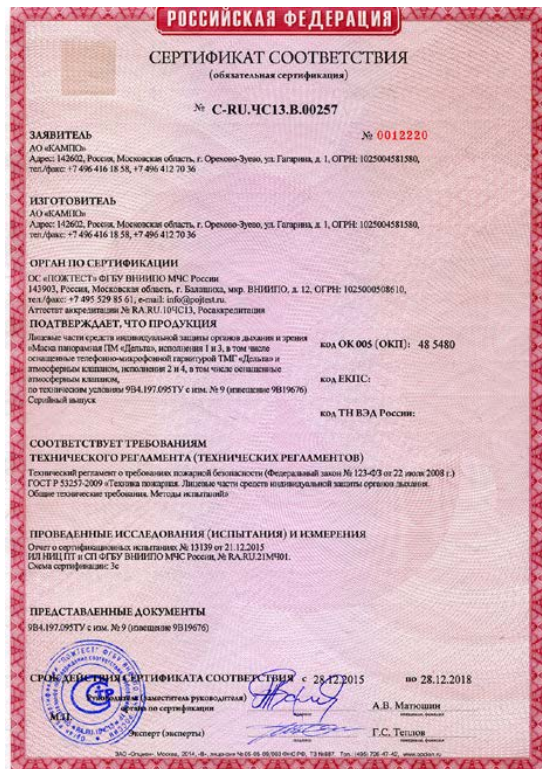 РОССИЙСКАЯ ФЕДЕРАЦИЯ
СЕРТИФИКАТ СООТВЕТСТВИЯ
(обязательная сертификация)
№ C-RU.ЧС13.В.00257
ЗАЯВИТЕЛЬ № 0012220
АО «КАМПО»
Адрес: 142602, Россия, Московская область, г. Орехово-Зуево, ул. Гагарина, д. 1, ОГРН: 1025004581580,
тел./факс: +7 496 416 18 58, +7 496 412 70 36
ИЗГОТОВИТЕЛЬ
АО «КАМПО»
Адрес: 142602, Россия, Московская область, г. Орехово-Зуево, ул. Гагарина, д. 1, ОГРН: 1025004581580,
тел./факс: +7 496 416 18 58, +7 496 412 70 36
ОРГАН ПО СЕРТИФИКАЦИИ
ОС «ПОЖТЕСТ» ФГБУ ВНИИПО МЧС России
143903, Россия, Московская область, г. Балашиха, мкр. ВНИИПО, д. 12, ОГРН: 1025000508610,
тел./факс: +7 495 529 85 61, e-mail: info@pojtest.ru.
Аттестат аккредитации № RA.RU.10ЧС13, Росаккредитация
ПОДТВЕРЖДАЕТ, ЧТО ПРОДУКЦИЯ
Лицевые части средств индивидуальной защиты органов дыхания и зрения
«Маска панорамная ПМ «Дельта», исполнения 1 и 3, в том числе
оснащенные телефонно-микрофонной гарнитурой ТМГ «Дельта» и
атмосферным клапаном, исполнения 2 и 4, в том числе оснащенные
атмосферным клапаном,
по техническим условиям 9В4.197.095ТУ с изм. № 9 (извещение 9В19676)
Серийный выпуск
код ОК 005 (ОКП): 48 5480
код ЕКПС:
код ТН ВЭД России:
СООТВЕТСТВУЕТ ТРЕБОВАНИЯМ
ТЕХНИЧЕСКОГО РЕГЛАМЕНТА (ТЕХНИЧЕСКИХ РЕГЛАМЕНТОВ)
Технический регламент о требованиях пожарной безопасности (Федеральный закон № 123-ФЗ от 22 июля 2008 г.)
ГОСТ Р 53257-2009 «Техника пожарная. Лицевые части средств индивидуальной защиты органов дыхания.
Общие технические требования. Методы испытаний»
ПРОВЕДЕННЫЕ ИССЛЕДОВАНИЯ (ИСПЫТАНИЯ) И ИЗМЕРЕНИЯ
Отчет о сертификационных испытаниях № 13139 от 21.12.2015
ИЛ НИЦ ПТ и СП ФГБУ ВНИИПО МЧС России, № RA.RU.21МЧ01.
Схема сертификации: 3с
ПРЕДСТАВЛЕННЫЕ ДОКУМЕНТЫ
9В4.197.095ТУ с изм. № 9 (извещение 9В19676)
СРОК ДЕЙСТВИЯ СЕРТИФИКАТА СООТВЕТСТВИЯ с 28.12.2015 по 28.12.2018
Руководитель (заместитель руководителя)
органа по сертификации
А.В. Матюшин
М.П.
Эксперт (эксперты)
Г.С. Теплов